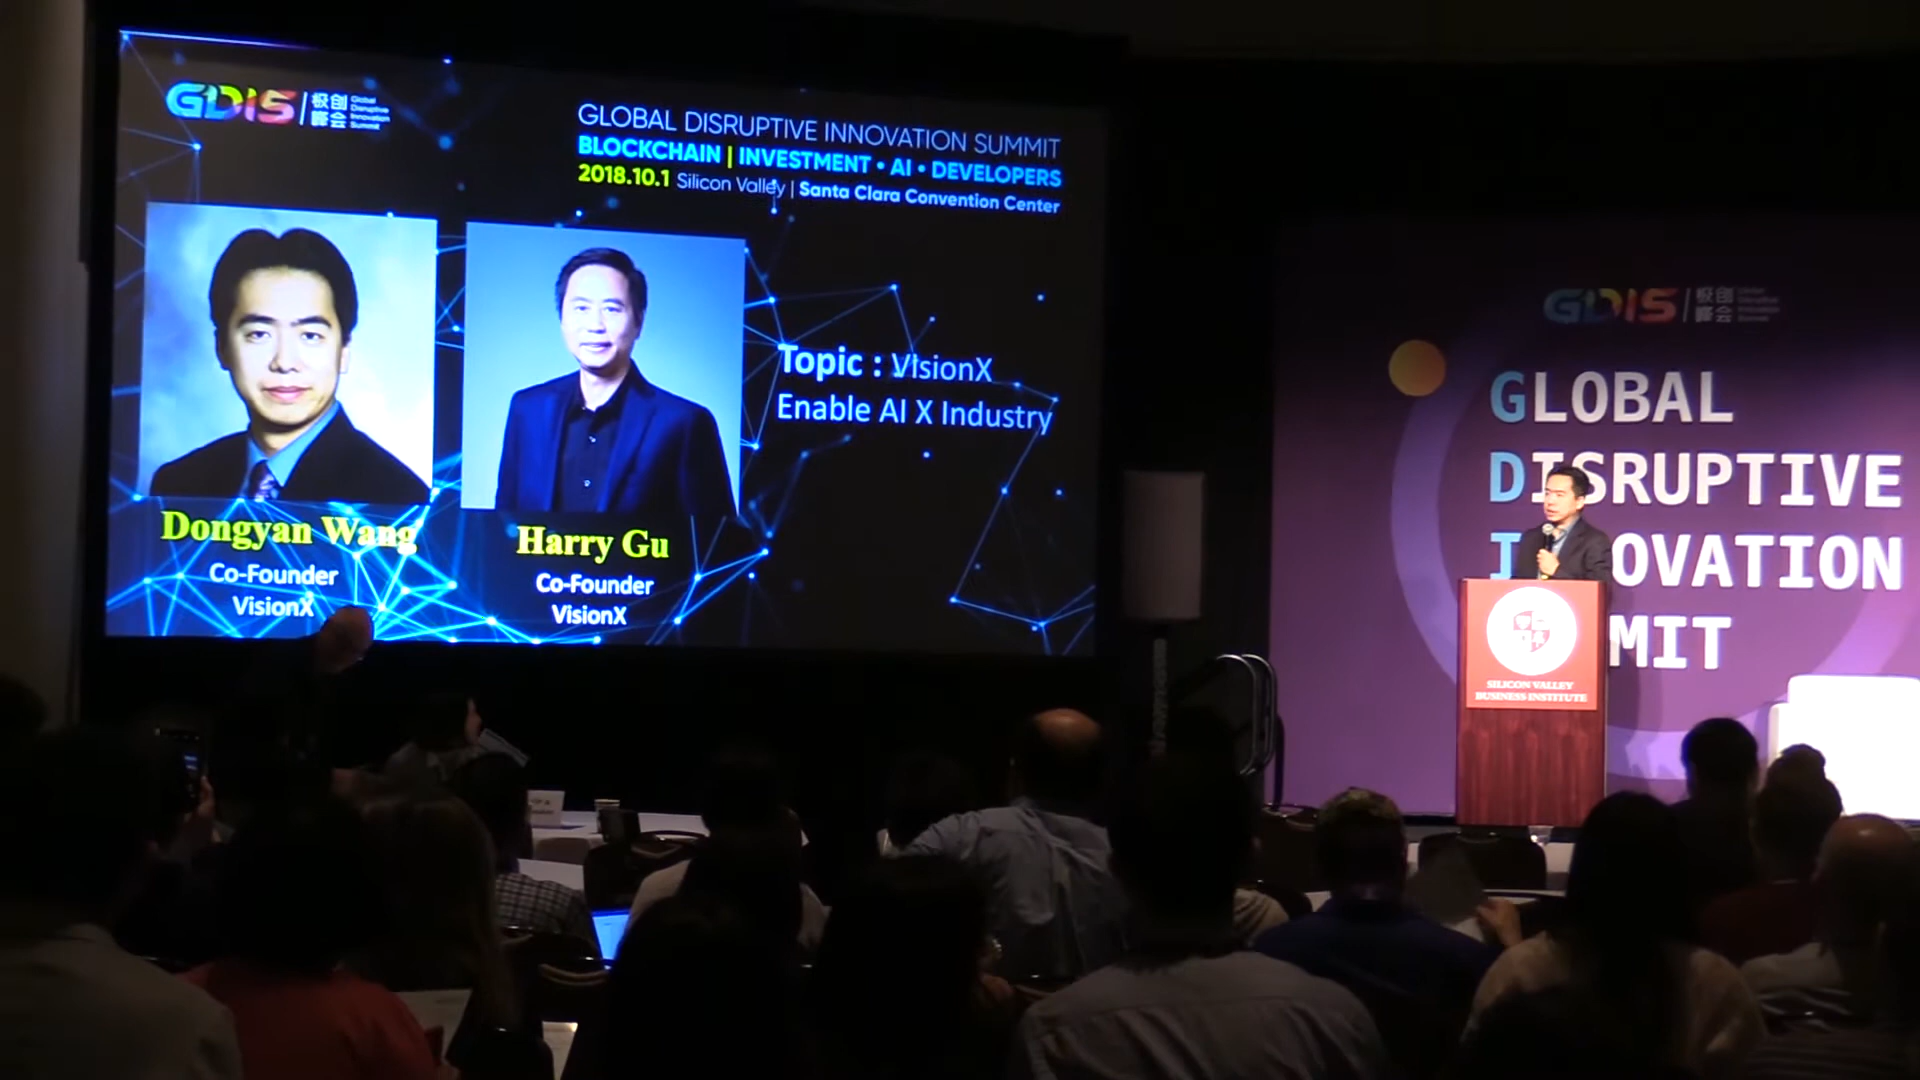 GDIS
极创
峰会
Global
Disruptive
Innovation
Summit
GLOBAL DISRUPTIVE INNOVATION SUMMIT
BLOCKCHAIN | INVESTMENT • AI • DEVELOPERS
2018.10.1 Silicon Valley | Santa Clara Convention Center
Topic : VisionX
Enable AI X Industry
Dongyan Wang
Co-Founder
VisionX
Harry Gu
Co-Founder
VisionX
GDIS
极创
峰会
GLOBAL
DISRUPTIVE
I OVATION
MIT
SILICON VALLEY
BUSINESS INSTITUTE